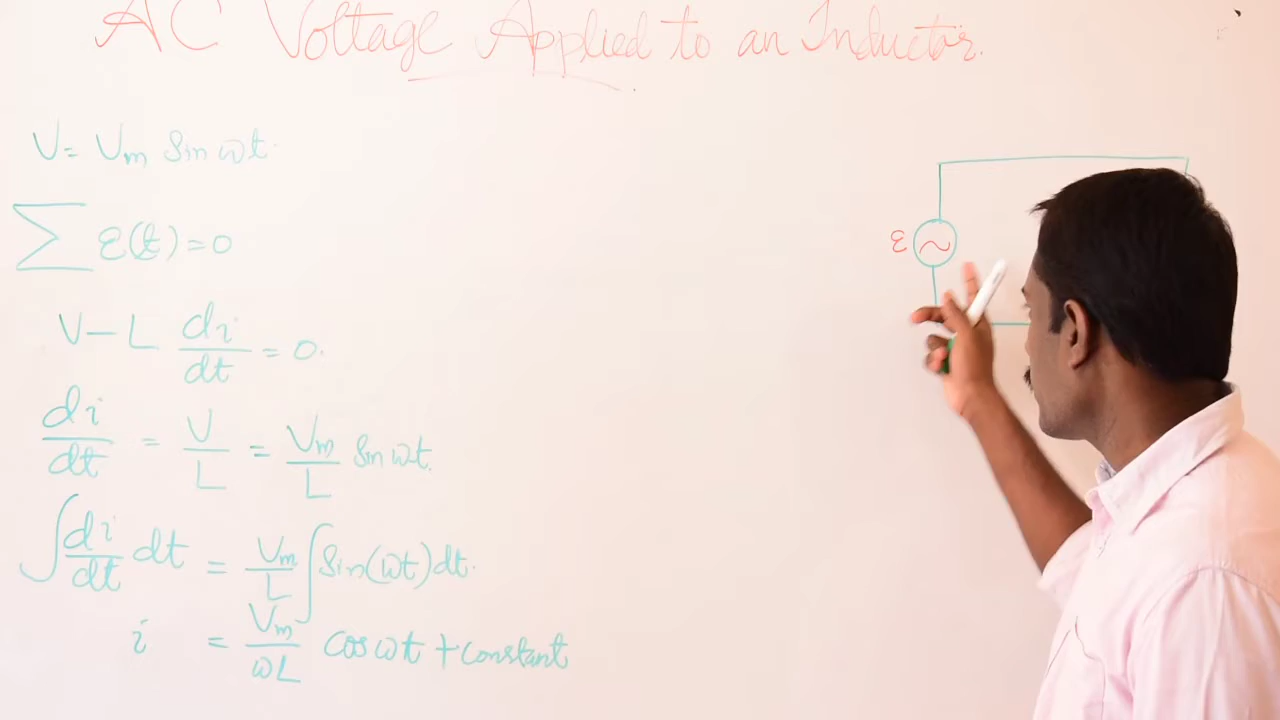 AC Voltage Applied to an Inductor.
V = Vm Sin ωt.
∑ ε(t) = 0
V – L di/dt = 0.
di/dt = V/L = Vm/L Sin ωt.
∫ di/dt dt = Vm/L ∫ Sin(ωt) dt.
i = Vm/ωL Cos ωt + constant
ε